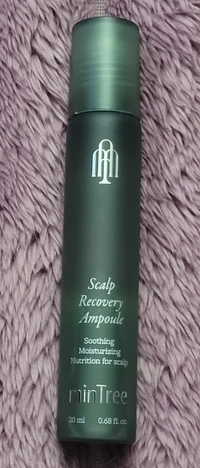 Scalp
Recovery
Ampoule
Soothing
Moisturizing
Nutrition for scalp
minTree
20 ml 0.68 fl. oz.